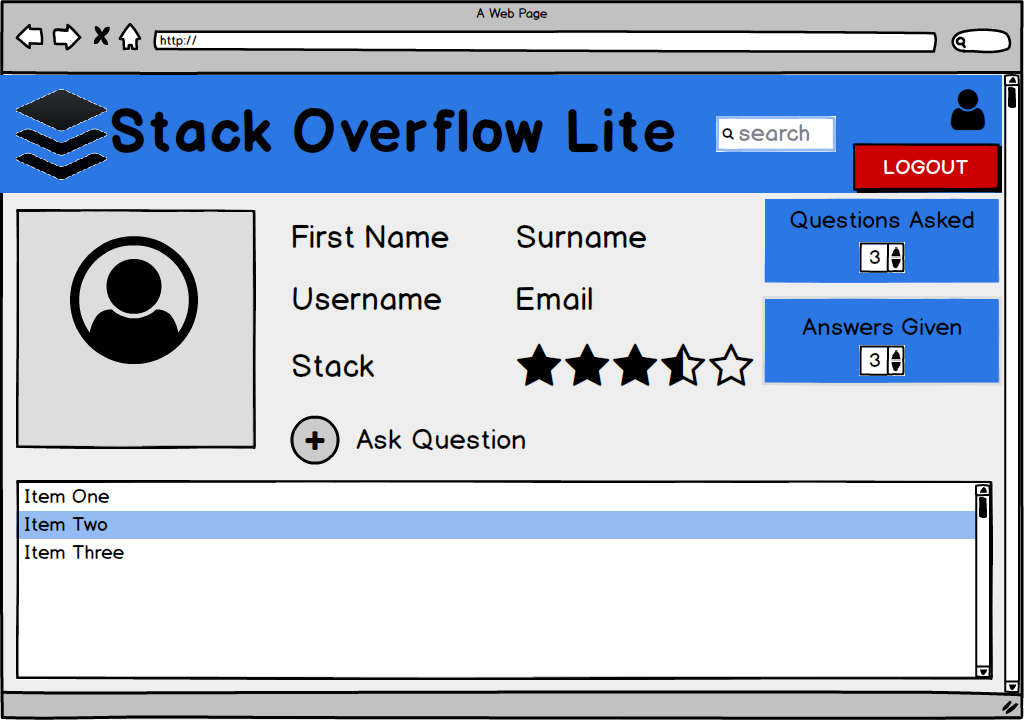 A Web Page
http://
Stack Overflow Lite
search
LOGOUT
First Name
Surname
Questions Asked
3
Username
Email
Answers Given
3
Stack
Ask Question
Item One
Item Two
Item Three